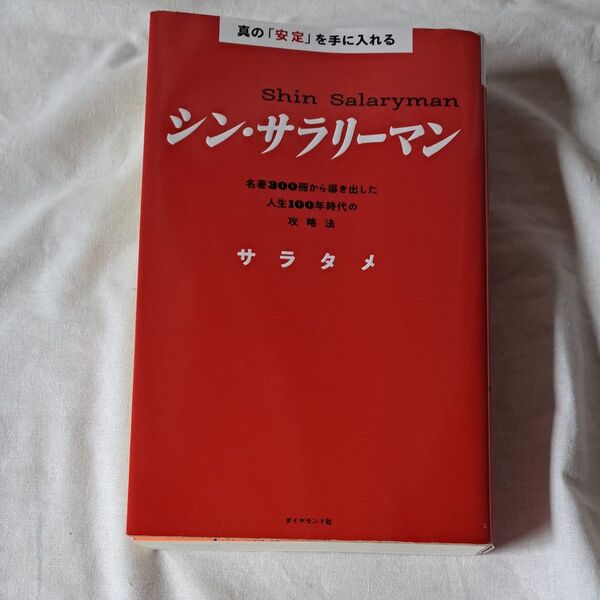 真の「安定」を手に入れる
Shin Salaryman
シン・サラリーマン
名著300冊から導き出した
人生100年時代の
攻略法
サラタメ
ダイヤモンド社